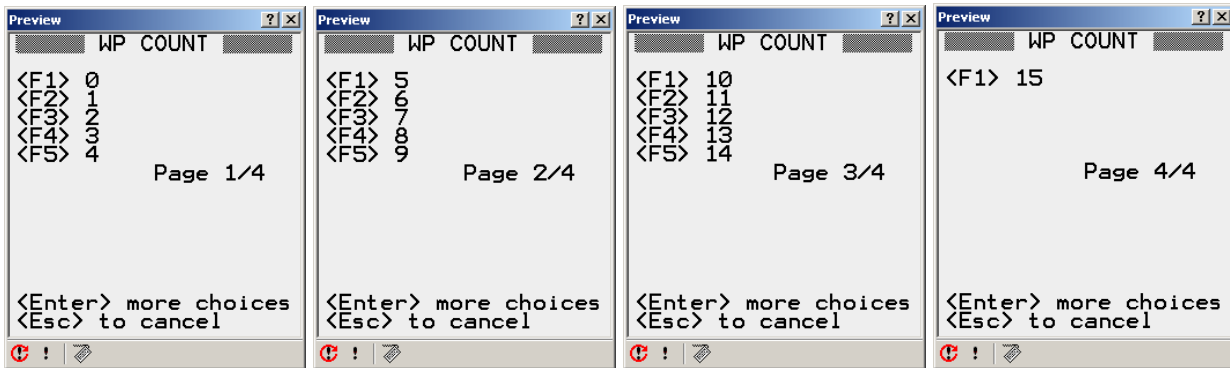 Preview
WP COUNT
<F1> 0
<F2> 1
<F3> 2
<F4> 3
<F5> 4
Page 1/4
<Enter> more choices
<Esc> to cancel
Preview
WP COUNT
<F1> 5
<F2> 6
<F3> 7
<F4> 8
<F5> 9
Page 2/4
<Enter> more choices
<Esc> to cancel
Preview
WP COUNT
<F1> 10
<F2> 11
<F3> 12
<F4> 13
<F5> 14
Page 3/4
<Enter> more choices
<Esc> to cancel
Preview
WP COUNT
<F1> 15
Page 4/4
<Enter> more choices
<Esc> to cancel